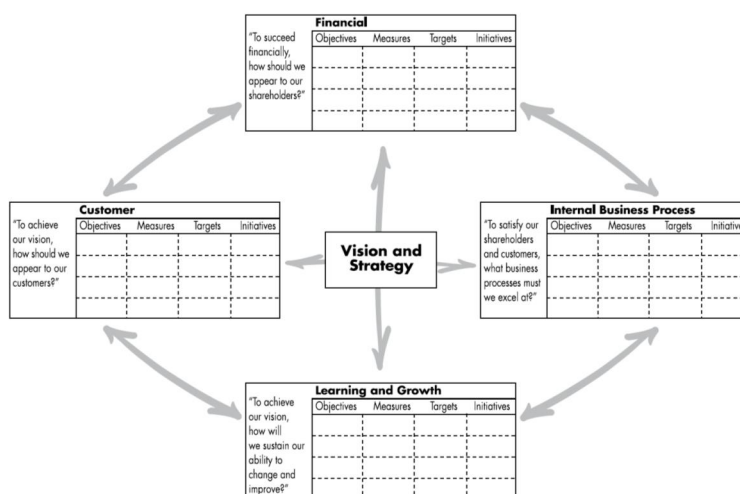 Financial
"To succeed
financially,
how should we
appear to our
shareholders?"
Objectives Measures Targets Initiatives
Customer
"To achieve
our vision,
how should we
appear to our
customers?"
Objectives Measures Targets Initiatives
Vision and
Strategy
Internal Business Process
"To satisfy our
shareholders
and customers,
what business
processes must
we excel at?"
Objectives Measures Targets Initiative
Learning and Growth
"To achieve
our vision,
how will
we sustain our
ability to
change and
improve?"
Objectives Measures Targets Initiatives